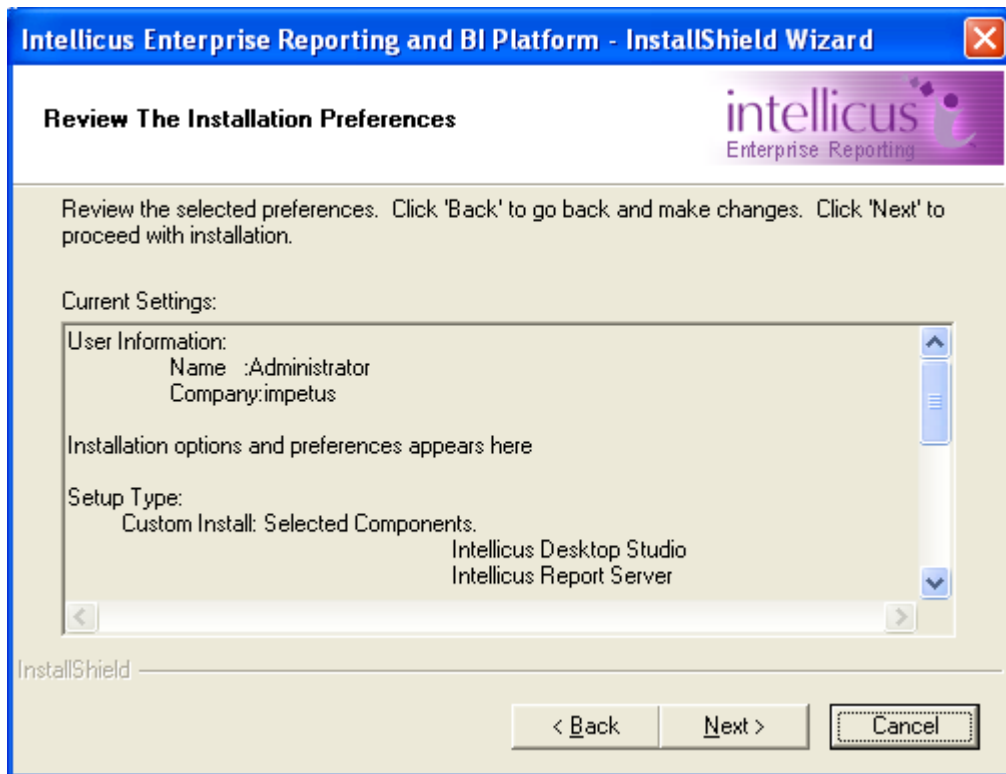 Intellicus Enterprise Reporting and BI Platform - InstallShield Wizard
Review The Installation Preferences
intellicus
Enterprise Reporting
Review the selected preferences.  Click 'Back' to go back and make changes.  Click 'Next' to
proceed with installation.
Current Settings:
User Information:
Name   :Administrator
Company:impetus
Installation options and preferences appears here
Setup Type:
Custom Install: Selected Components.
Intellicus Desktop Studio
Intellicus Report Server
InstallShield
< Back
Next >
Cancel